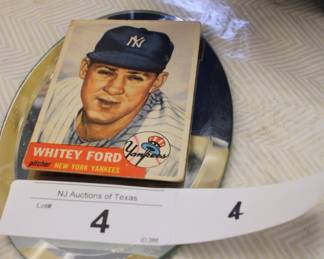 NY
WHITEY FORD
pitcher NEW YORK YANKEES
Yankees
NJ Auctions of Texas
Lot#
4
4